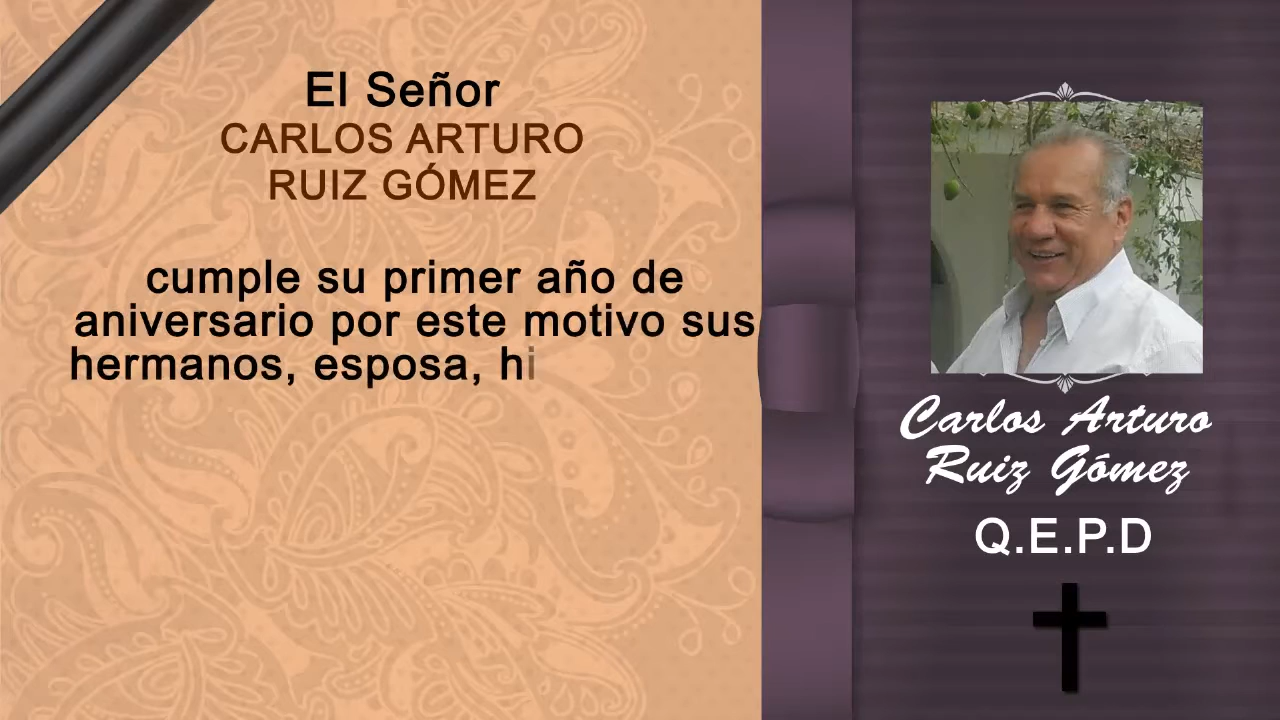 El Señor
CARLOS ARTURO
RUIZ GÓMEZ
cumple su primer año de
aniversario por este motivo sus
hermanos, esposa, hi
Carlos Arturo
Ruiz Gómez
Q.E.P.D